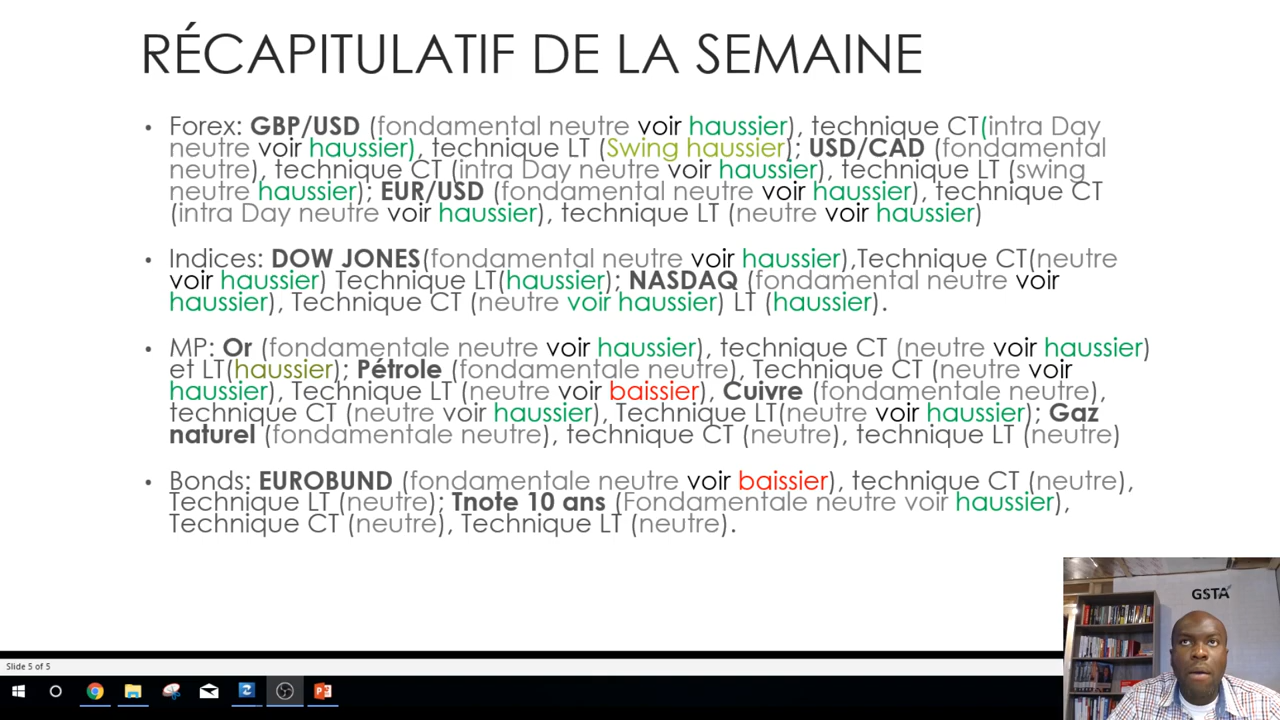 RÉCAPITULATIF DE LA SEMAINE
• Forex: GBP/USD (fondamental neutre voir haussier), technique CT(intra Day
neutre voir haussier), technique LT (Swing haussier); USD/CAD (fondamental
neutre), technique CT (intra Day neutre voir haussier), technique LT (swing
neutre haussier); EUR/USD (fondamental neutre voir haussier), technique CT
(intra Day neutre voir haussier), technique LT (neutre voir haussier)
• Indices: DOW JONES(fondamental neutre voir haussier),Technique CT(neutre
voir haussier) Technique LT(haussier); NASDAQ (fondamental neutre voir
haussier), Technique CT (neutre voir haussier) LT (haussier).
• MP: Or (fondamentale neutre voir haussier), technique CT (neutre voir haussier)
et LT(haussier); Pétrole (fondamentale neutre), Technique CT (neutre voir
haussier), Technique LT (neutre voir baissier), Cuivre (fondamentale neutre),
technique CT (neutre voir haussier), Technique LT(neutre voir haussier); Gaz
naturel (fondamentale neutre), technique CT (neutre), technique LT (neutre)
• Bonds: EUROBUND (fondamentale neutre voir baissier), technique CT (neutre),
Technique LT (neutre); Tnote 10 ans (Fondamentale neutre voir haussier),
Technique CT (neutre), Technique LT (neutre).
GSTA
Slide 5 of 5